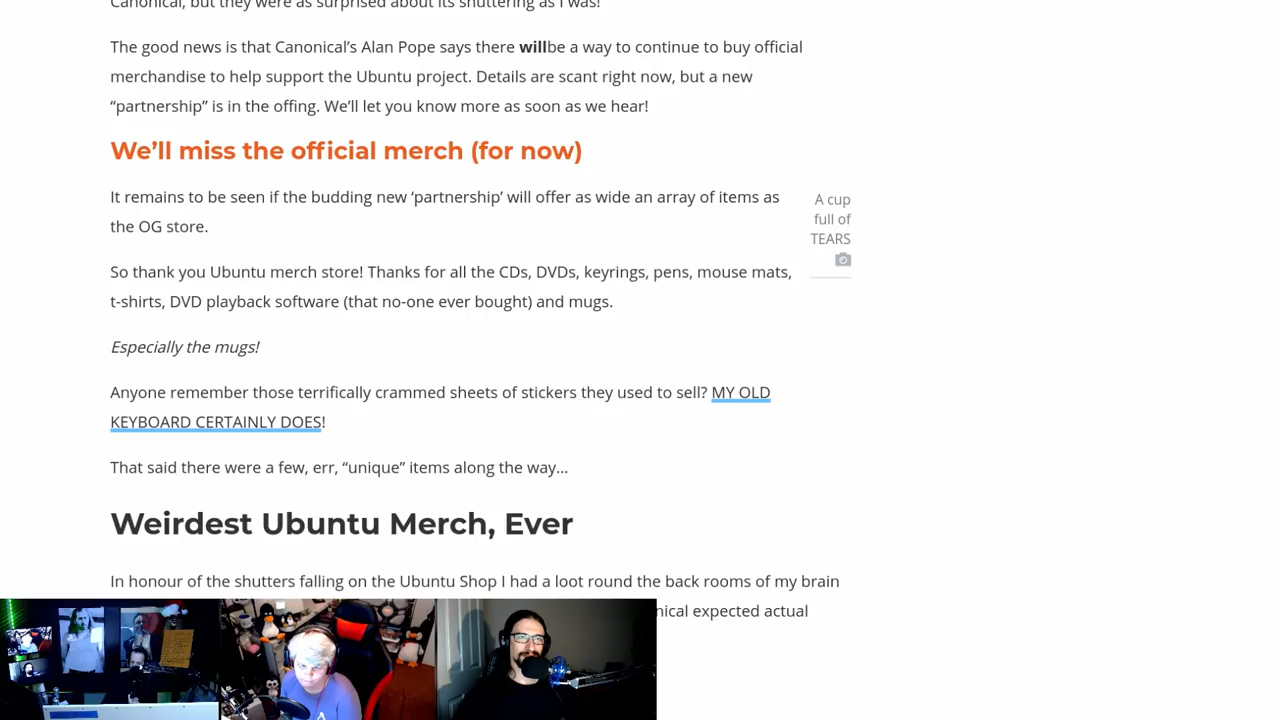 Canonical, but they were as surprised about its shuttering as I was!
The good news is that Canonical’s Alan Pope says there willbe a way to continue to buy official
merchandise to help support the Ubuntu project. Details are scant right now, but a new
“partnership” is in the offing. We’ll let you know more as soon as we hear!
We’ll miss the official merch (for now)
It remains to be seen if the budding new ‘partnership’ will offer as wide an array of items as
the OG store.
A cup
full of
TEARS
So thank you Ubuntu merch store! Thanks for all the CDs, DVDs, keyrings, pens, mouse mats,
t-shirts, DVD playback software (that no-one ever bought) and mugs.
Especially the mugs!
Anyone remember those terrifically crammed sheets of stickers they used to sell? MY OLD
KEYBOARD CERTAINLY DOES!
That said there were a few, err, “unique” items along the way…
Weirdest Ubuntu Merch, Ever
In honour of the shutters falling on the Ubuntu Shop I had a loot round the back rooms of my brain
nical expected actual